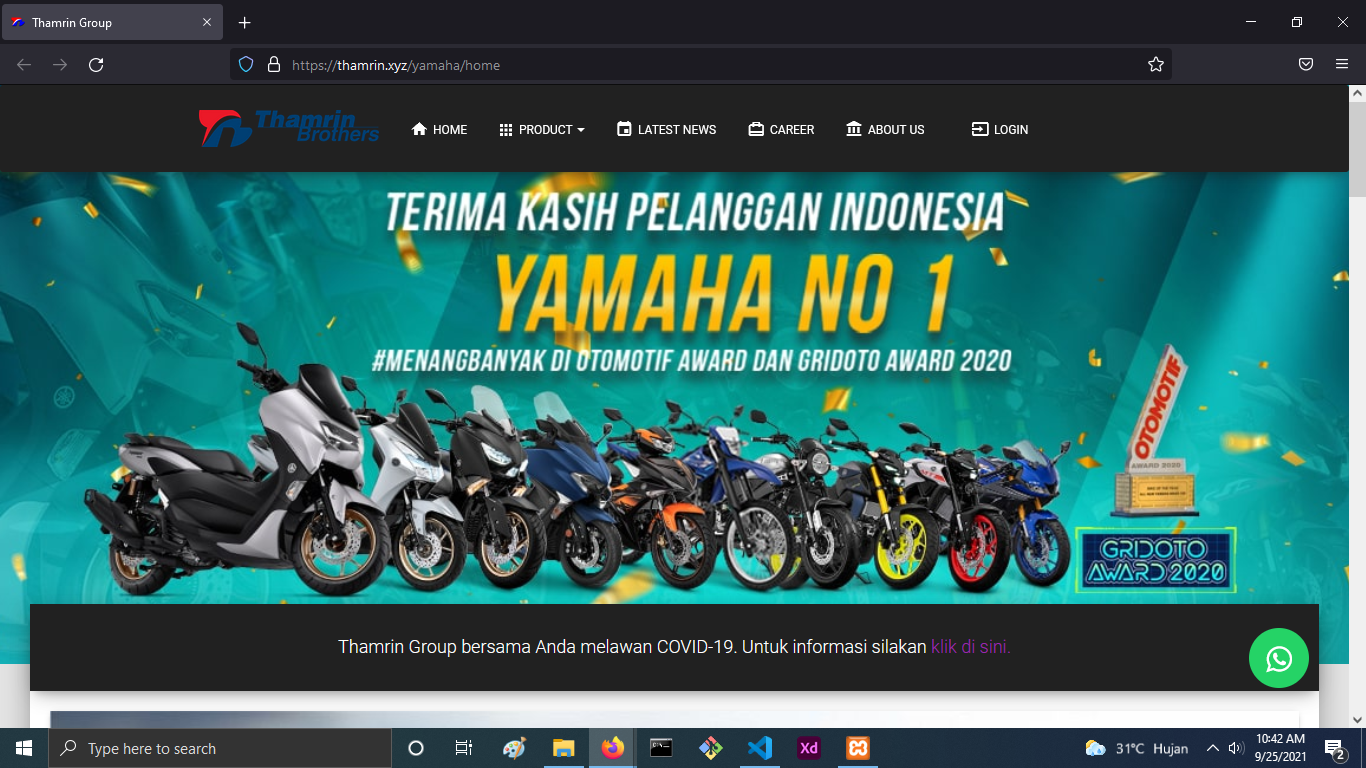 Thamrin Group
https://thamrin.xyz/yamaha/home
Thamrin
Brothers
HOME
PRODUCT
LATEST NEWS
CAREER
ABOUT US
LOGIN
TERIMA KASIH PELANGGAN INDONESIA
YAMAHA NO 1
#MENANGBANYAK DI OTOMOTIF AWARD DAN GRIDOTO AWARD 2020
OTOMOTIF
AWARD 2020
GRIDOTO
AWARD 2020
Thamrin Group bersama Anda melawan COVID-19. Untuk informasi silakan klik di sini.
Type here to search
Xd
31°C Hujan
10:42 AM
9/25/2021
2